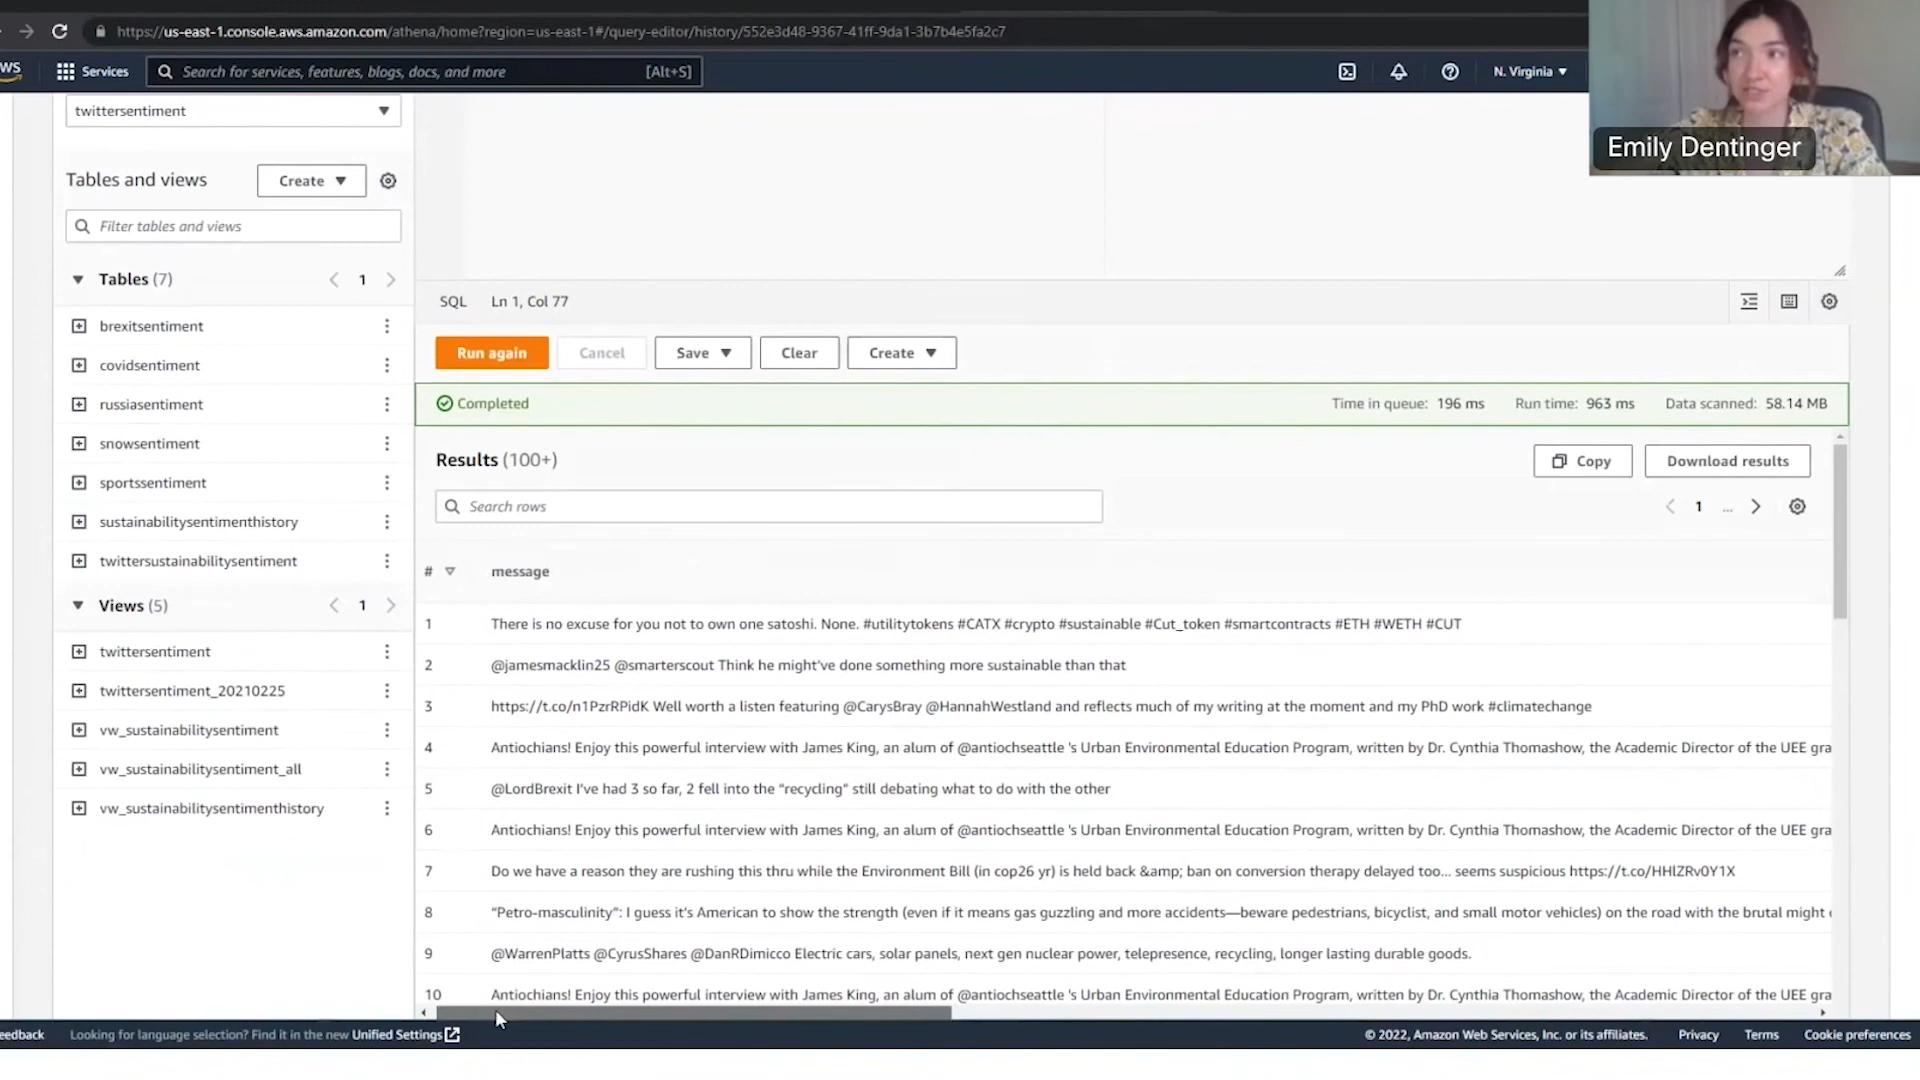 https://us-east-1.console.aws.amazon.com/athena/home?region=us-east-1#/query-editor/history/552e3d48-9367-41ff-9da1-3b7b4e5fa2c7
WS Services Search for services, features, blogs, docs, and more [Alt+S] N. Virginia
Emily Dentinger
twittersentiment
Tables and views Create
Filter tables and views
Tables (7) 1
brexitsentiment
covidsentiment
russiasentiment
snowsentiment
sportssentiment
sustainabilitysentimenthistory
twittersustainabilitysentiment
Views (5) 1
twittersentiment
twittersentiment_20210225
vw_sustainabilitysentiment
vw_sustainabilitysentiment_all
vw_sustainabilitysentimenthistory
SQL Ln 1, Col 77
Run again Cancel Save Clear Create
Completed Time in queue: 196 ms Run time: 963 ms Data scanned: 58.14 MB
Results (100+) Copy Download results
Search rows 1 ...
# message
1 There is no excuse for you not to own one satoshi. None. #utilitytokens #CATX #crypto #sustainable #Cut_token #smartcontracts #ETH #WETH #CUT
2 @jamesmacklin25 @smarterscout Think he might've done something more sustainable than that
3 https://t.co/n1PzrRPidK Well worth a listen featuring @CarysBray @HannahWestland and reflects much of my writing at the moment and my PhD work #climatechange
4 Antiochians! Enjoy this powerful interview with James King, an alum of @antiochseattle 's Urban Environmental Education Program, written by Dr. Cynthia Thomashow, the Academic Director of the UEE gra
5 @LordBrexit I've had 3 so far, 2 fell into the “recycling” still debating what to do with the other
6 Antiochians! Enjoy this powerful interview with James King, an alum of @antiochseattle 's Urban Environmental Education Program, written by Dr. Cynthia Thomashow, the Academic Director of the UEE gra
7 Do we have a reason they are rushing this thru while the Environment Bill (in cop26 yr) is held back &amp; ban on conversion therapy delayed too... seems suspicious https://t.co/HHlZRv0Y1X
8 “Petro-masculinity”: I guess it's American to show the strength (even if it means gas guzzling and more accidents—beware pedestrians, bicyclist, and small motor vehicles) on the road with the brutal might
9 @WarrenPlatts @CyrusShares @DanRDimicco Electric cars, solar panels, next gen nuclear power, telepresence, recycling, longer lasting durable goods.
10 Antiochians! Enjoy this powerful interview with James King, an alum of @antiochseattle 's Urban Environmental Education Program, written by Dr. Cynthia Thomashow, the Academic Director of the UEE gra
eedback Looking for language selection? Find it in the new Unified Settings © 2022, Amazon Web Services, Inc. or its affiliates. Privacy Terms Cookie preferences